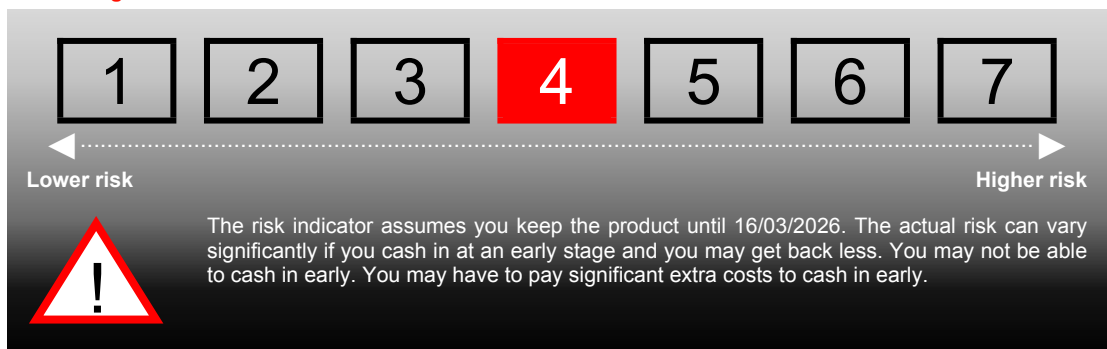 1 2 3 4 5 6 7
Lower risk Higher risk
The risk indicator assumes you keep the product until 16/03/2026. The actual risk can vary
significantly if you cash in at an early stage and you may get back less. You may not be able
to cash in early. You may have to pay significant extra costs to cash in early.
!